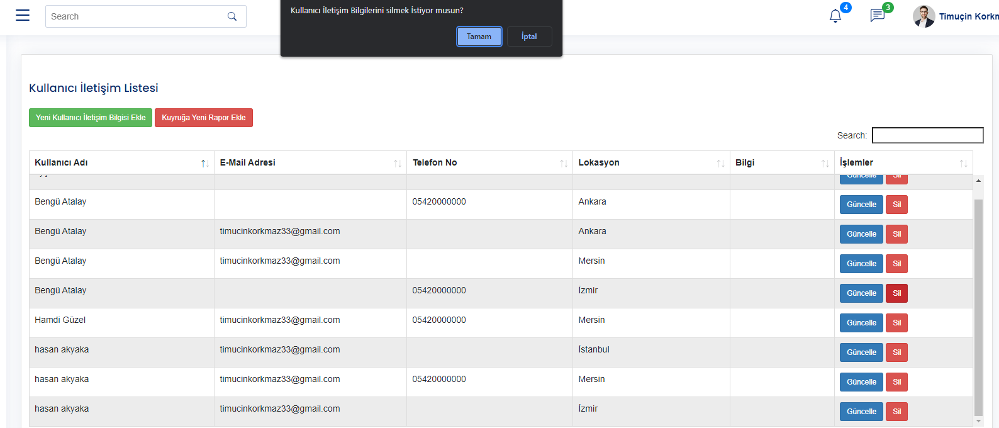 Kullanıcı İletişim Bilgilerini silmek İstiyor musun?
Tamam İptal
Search
4
3
Timuçin Korkm
Kullanıcı İletişim Listesi
Yeni Kullanıcı İletişim Bilgisi Ekle Kuyruğa Yeni Rapor Ekle
Search:
Kullanıcı Adı E-Mail Adresi Telefon No Lokasyon Bilgi İşlemler
Güncelle Sil
Bengü Atalay 05420000000 Ankara Güncelle Sil
Bengü Atalay timucinkorkmaz33@gmail.com Ankara Güncelle Sil
Bengü Atalay timucinkorkmaz33@gmail.com Mersin Güncelle Sil
Bengü Atalay 05420000000 İzmir Güncelle Sil
Hamdi Güzel timucinkorkmaz33@gmail.com 05420000000 Mersin Güncelle Sil
hasan akyaka timucinkorkmaz33@gmail.com İstanbul Güncelle Sil
hasan akyaka timucinkorkmaz33@gmail.com 05420000000 Mersin Güncelle Sil
hasan akyaka timucinkorkmaz33@gmail.com İzmir Güncelle Sil